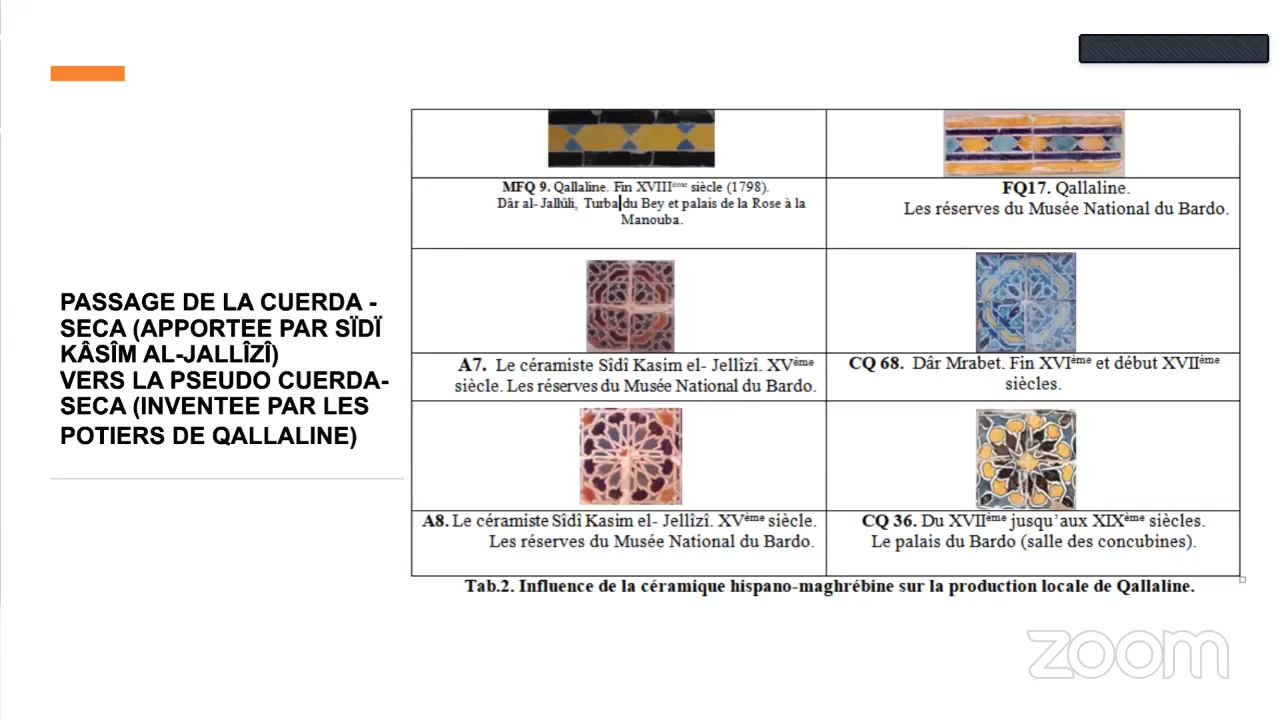 PASSAGE DE LA CUERDA -
SECA (APPORTEE PAR SÏDÏ
KÂSÎM AL-JALLÎZÎ)
VERS LA PSEUDO CUERDA-
SECA (INVENTEE PAR LES
POTIERS DE QALLALINE)
MFQ 9. Qallaline. Fin XVIIIème siècle (1798).
Dâr al- Jallûli, Turba du Bey et palais de la Rose à la
Manouba.
FQ17. Qallaline.
Les réserves du Musée National du Bardo.
A7. Le céramiste Sîdî Kasim el- Jellîzî. XVème
siècle. Les réserves du Musée National du Bardo.
CQ 68. Dâr Mrabet. Fin XVIème et début XVIIème
siècles.
A8. Le céramiste Sîdî Kasim el- Jellîzî. XVème siècle.
Les réserves du Musée National du Bardo.
CQ 36. Du XVIIème jusqu'aux XIXème siècles.
Le palais du Bardo (salle des concubines).
Tab.2. Influence de la céramique hispano-maghrébine sur la production locale de Qallaline.
zoom